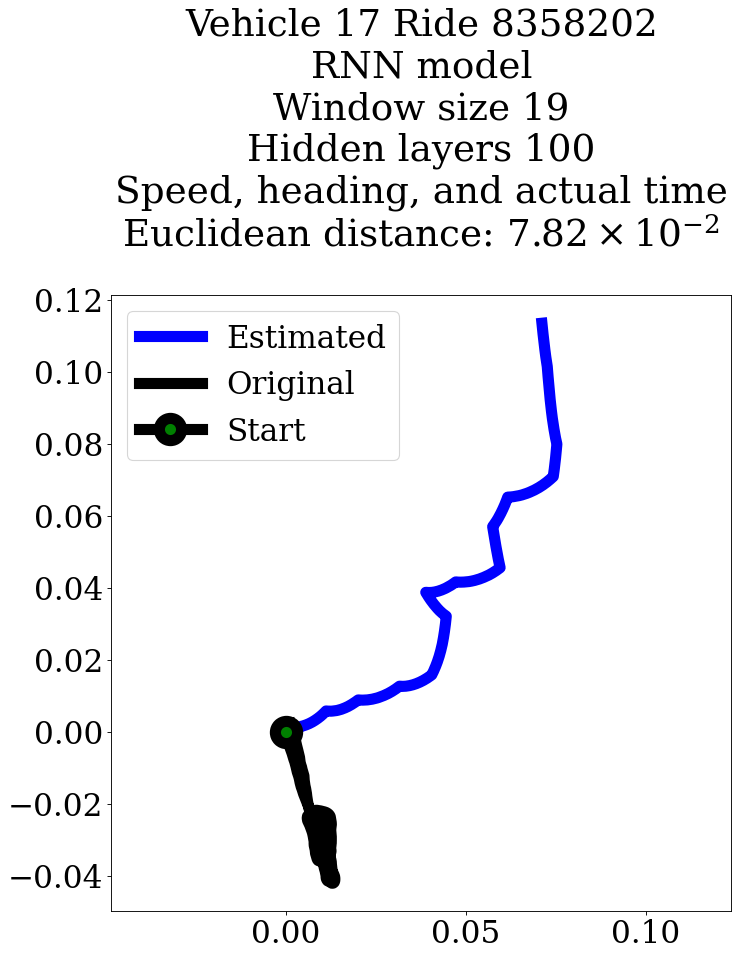 Vehicle 17 Ride 8358202
RNN model
Window size 19
Hidden layers 100
Speed, heading, and actual time
Euclidean distance: 7.82 × 10⁻²
Estimated
Original
Start
0.12
0.10
0.08
0.06
0.04
0.02
0.00
−0.02
−0.04
0.00 0.05 0.10